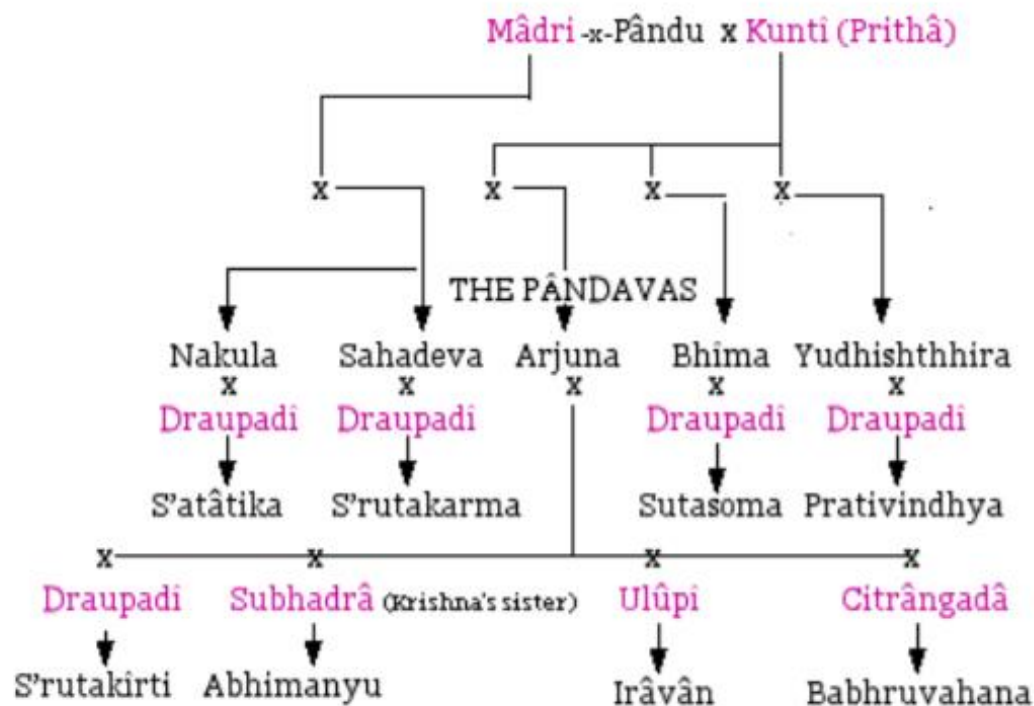 Mâdri -x-Pându x Kuntî (Prithâ)
x x x x
THE PÂNDAVAS
Nakula Sahadeva Arjuna Bhîma Yudhishthhira
x x x x x
Draupadî Draupadî Draupadî Draupadî
S'atâtika S'rutakarma Sutasoma Prativindhya
x x x x
Draupadi Subhadrâ (Krishna's sister) Ulûpi Citrângadâ
S'rutakîrti Abhimanyu Irâvân Babhruvahana